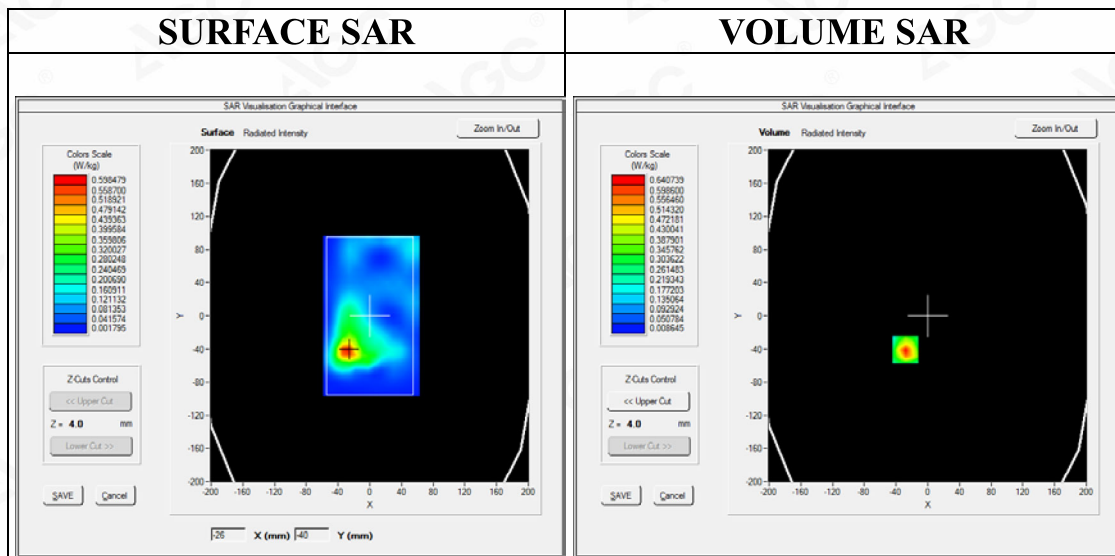 SURFACE SAR
VOLUME SAR
SAR Visualisation Graphical Interface
Surface Radiated Intensity
Zoom In/Out
Colors Scale
(W/kg)
0.598479
0.558700
0.518921
0.479142
0.439363
0.399584
0.359806
0.320027
0.280248
0.240469
0.200690
0.160911
0.121132
0.081353
0.041574
0.001795
Z-Cuts Control
<< Upper Cut
Z = 4.0 mm
Lower Cut >>
SAVE Cancel
200
160
120
80
40
0
-40
-80
-120
-160
-200
Y
-200 -160 -120 -80 -40 0 40 80 120 160 200
X
-26 X (mm) -40 Y (mm)
SAR Visualisation Graphical Interface
Volume Radiated Intensity
Zoom In/Out
Colors Scale
(W/kg)
0.640739
0.598600
0.556460
0.514320
0.472181
0.430041
0.387901
0.345762
0.303622
0.261483
0.219343
0.177203
0.135064
0.092924
0.050784
0.008645
Z-Cuts Control
<< Upper Cut
Z = 4.0 mm
Lower Cut >>
SAVE Cancel
200
160
120
80
40
0
-40
-80
-120
-160
-200
Y
-200 -160 -120 -80 -40 0 40 80 120 160 200
X